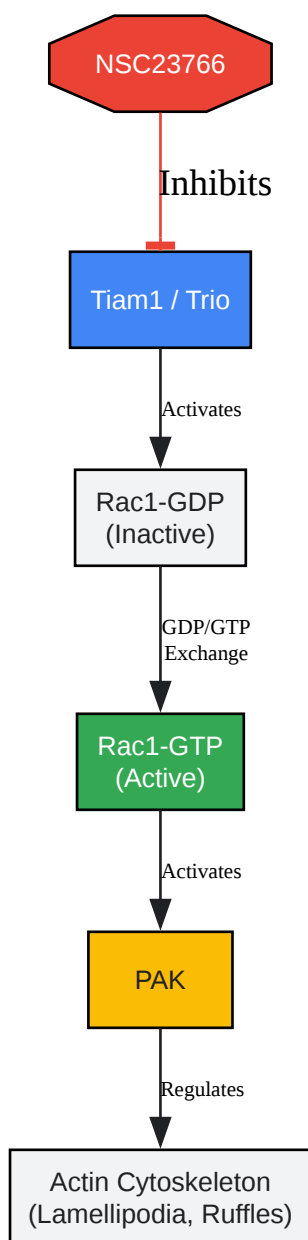 NSC23766
Inhibits
Tiam1 / Trio
Activates
Rac1-GDP
(Inactive)
GDP/GTP
Exchange
Rac1-GTP
(Active)
Activates
PAK
Regulates
Actin Cytoskeleton
(Lamellipodia, Ruffles)